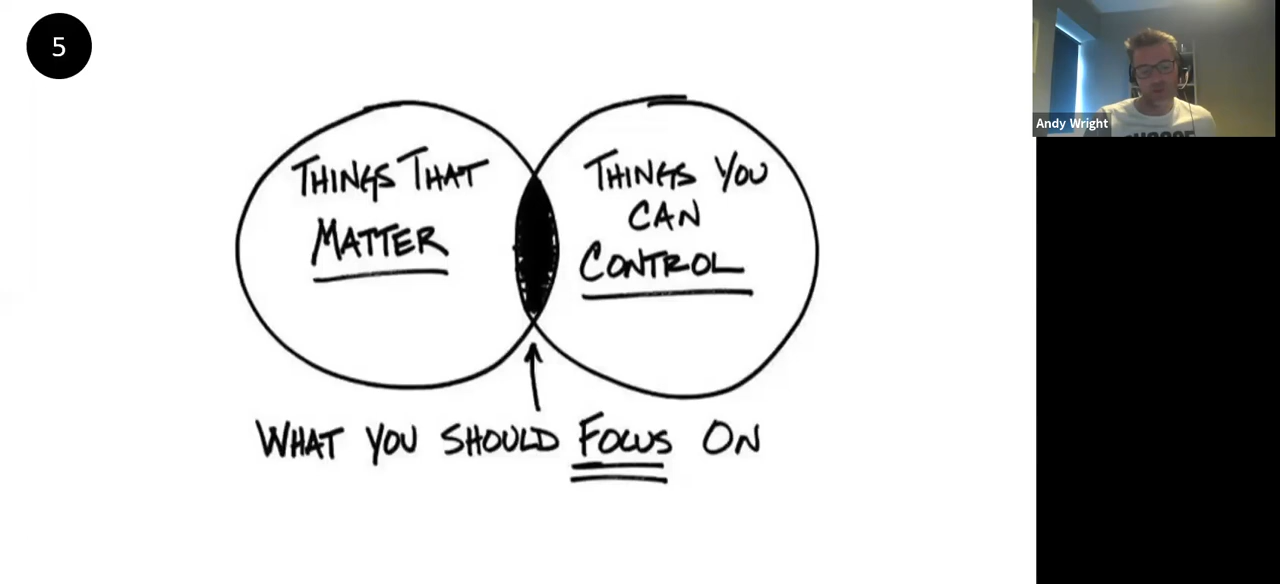 5
THINGS THAT
MATTER
THINGS YOU
CAN
CONTROL
WHAT YOU SHOULD FOCUS ON
Andy Wright